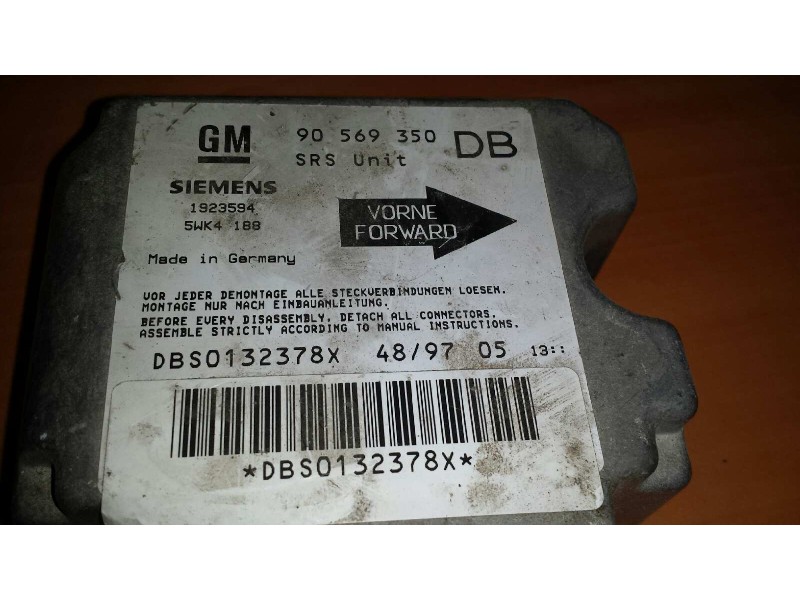 GM 90 569 350 DB
SRS Unit
SIEMENS
1923594
5WK4 188
VORNE
FORWARD
Made in Germany
VOR JEDER DEMONTAGE ALLE STECKVERBINDUNGEN LOESEN.
MONTAGE NUR NACH EINBAUANLEITUNG.
BEFORE EVERY DISASSEMBLY, DETACH ALL CONNECTORS.
ASSEMBLE STRICTLY ACCORDING TO MANUAL INSTRUCTIONS.
DBS0132378X 48/97 05 13::
*DBS0132378X*